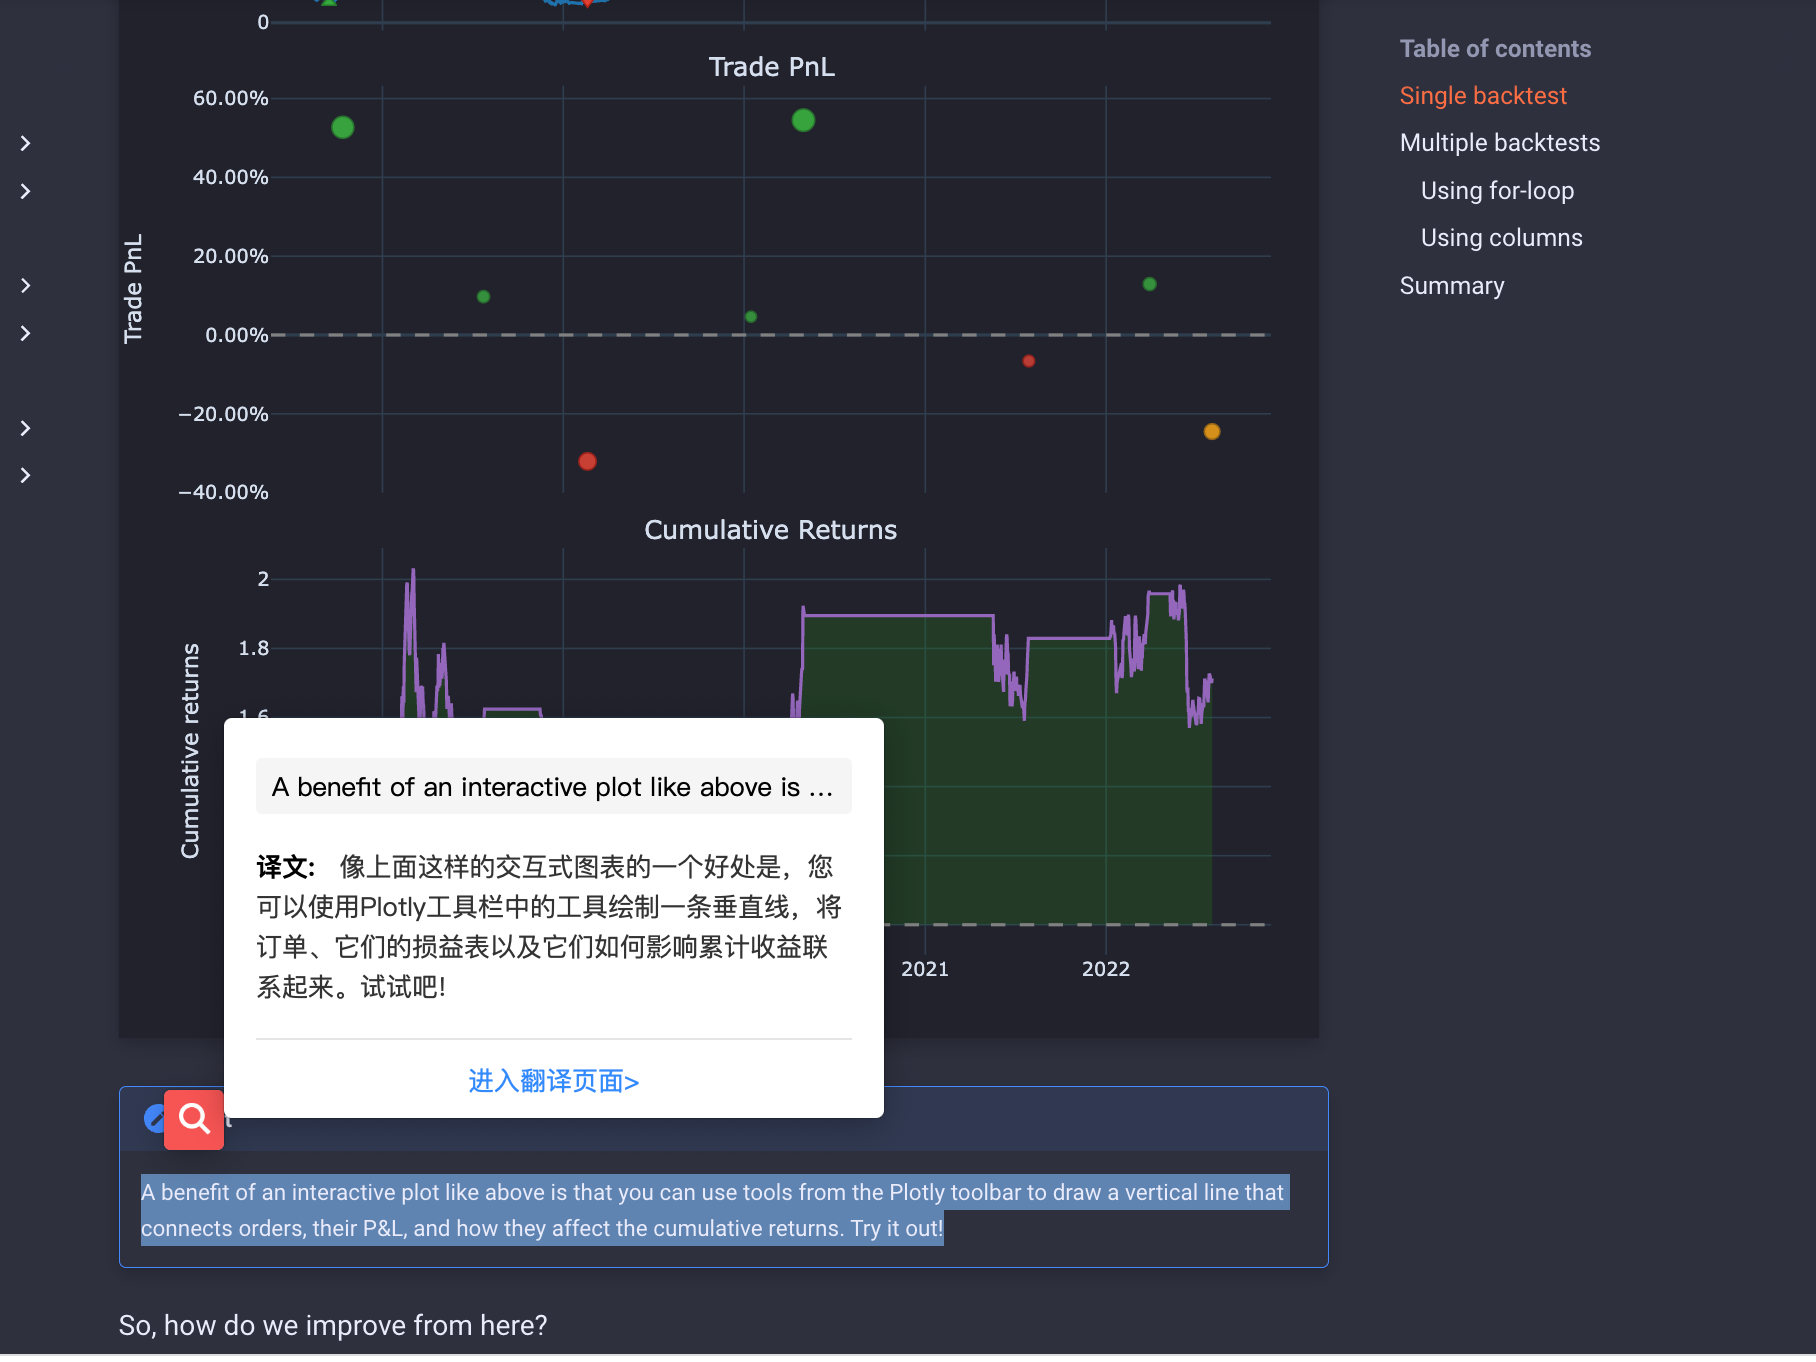 0
Trade PnL
60.00%
40.00%
20.00%
0.00%
−20.00%
−40.00%
Trade PnL
Cumulative Returns
2
1.8
1.6
Cumulative returns
2021
2022
A benefit of an interactive plot like above is ...
译文: 像上面这样的交互式图表的一个好处是，您
可以使用Plotly工具栏中的工具绘制一条垂直线，将
订单、它们的损益表以及它们如何影响累计收益联
系起来。试试吧!
进入翻译页面>
A benefit of an interactive plot like above is that you can use tools from the Plotly toolbar to draw a vertical line that
connects orders, their P&L, and how they affect the cumulative returns. Try it out!
So, how do we improve from here?
Table of contents
Single backtest
Multiple backtests
Using for-loop
Using columns
Summary